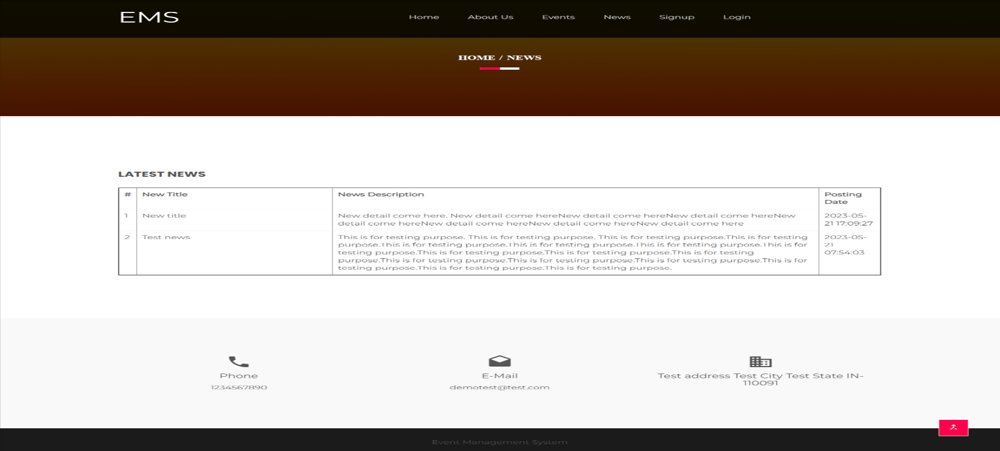 EMS
Home About Us Events News Signup Login
HOME / NEWS
LATEST NEWS
# New Title News Description Posting Date
1 New title New detail come here. New detail come hereNew detail come hereNew detail come hereNew 2023-05-
detail come hereNew detail come hereNew detail come hereNew detail come here 21 17:09:27
2 Test news This is for testing purpose. This is for testing purpose. This is for testing purpose.This is for testing 2023-05-
purpose.This is for testing purpose.This is for testing purpose.This is for testing purpose.This is for 21
testing purpose.This is for testing purpose.This is for testing purpose.This is for testing 07:54:03
purpose.This is for testing purpose.This is for testing purpose.This is for testing purpose.This is for
testing purpose.This is for testing purpose.This is for testing purpose.
Phone
1234567890
E-Mail
demotest@test.com
Test address Test City Test State IN-
110091
Event Management System